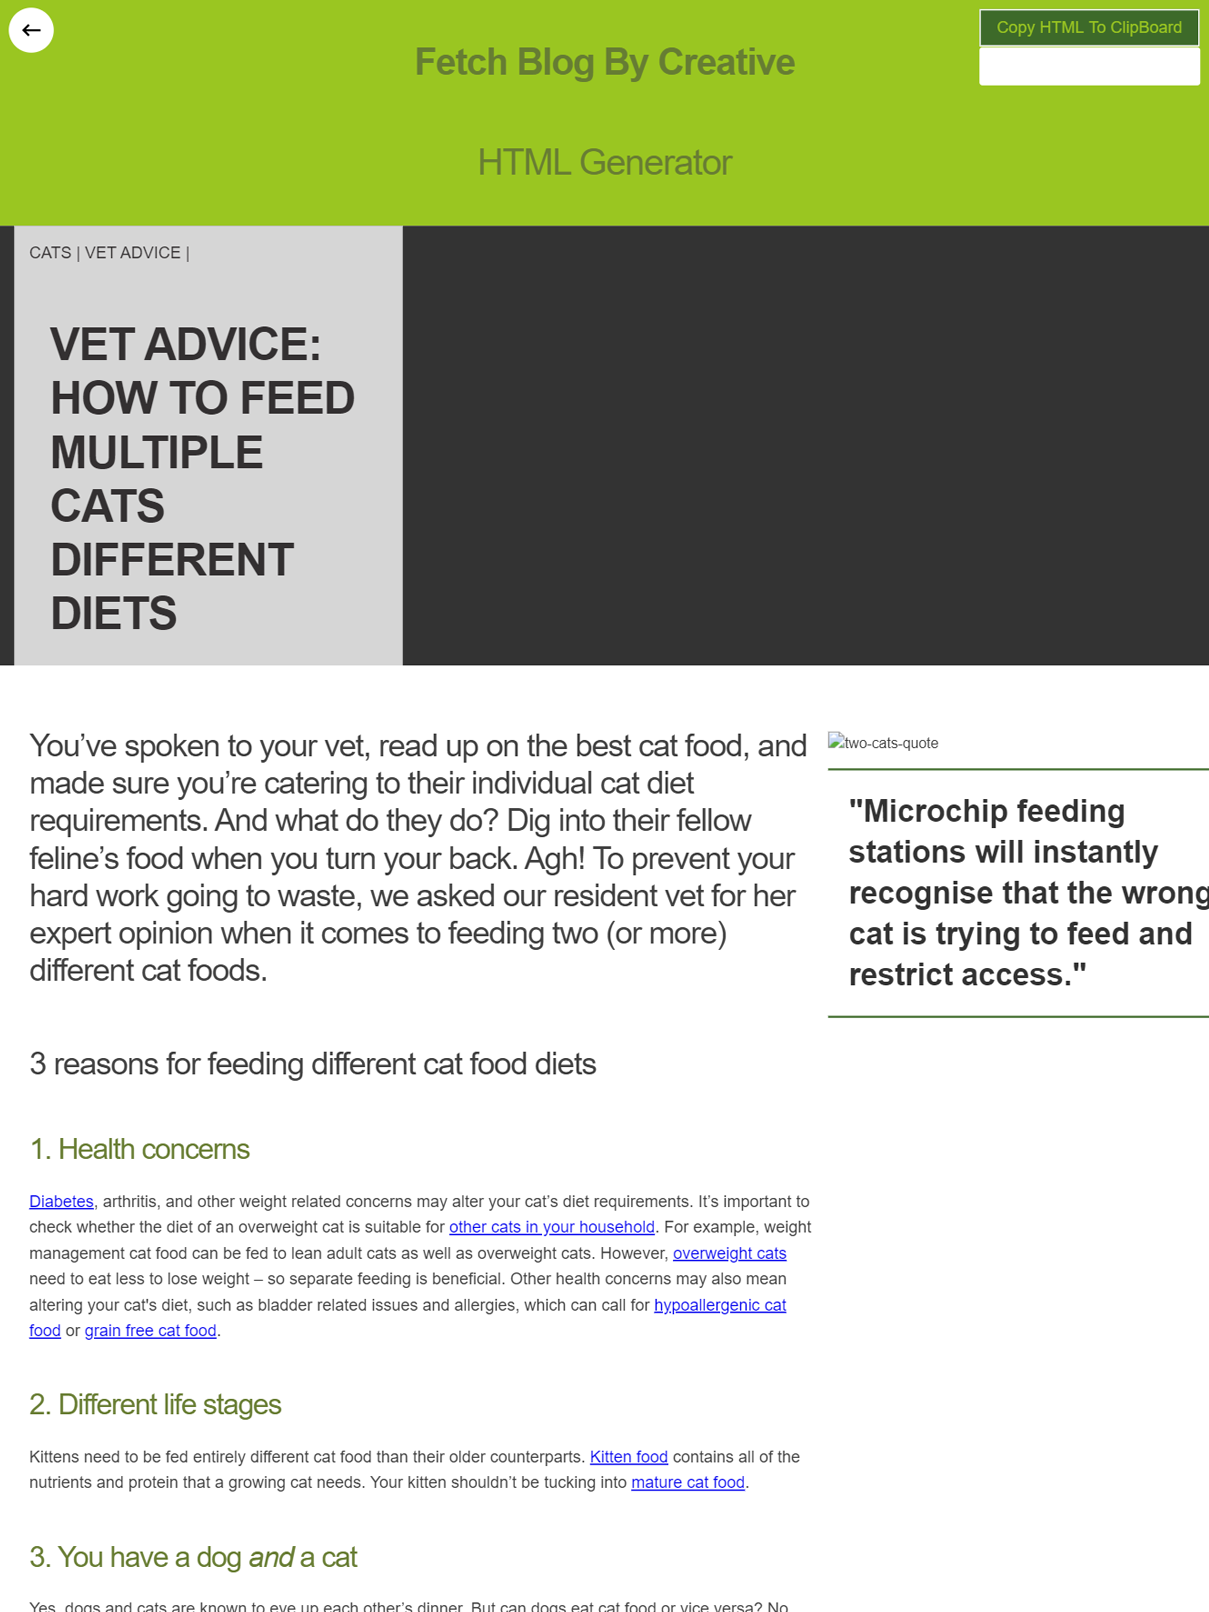 Copy HTML To ClipBoard
Fetch Blog By Creative
HTML Generator
CATS | VET ADVICE |
VET ADVICE:
HOW TO FEED
MULTIPLE
CATS
DIFFERENT
DIETS
You’ve spoken to your vet, read up on the best cat food, and
made sure you’re catering to their individual cat diet
requirements. And what do they do? Dig into their fellow
feline’s food when you turn your back. Agh! To prevent your
hard work going to waste, we asked our resident vet for her
expert opinion when it comes to feeding two (or more)
different cat foods.
two-cats-quote
"Microchip feeding
stations will instantly
recognise that the wrong
cat is trying to feed and
restrict access."
3 reasons for feeding different cat food diets
1. Health concerns
Diabetes, arthritis, and other weight related concerns may alter your cat’s diet requirements. It’s important to
check whether the diet of an overweight cat is suitable for other cats in your household. For example, weight
management cat food can be fed to lean adult cats as well as overweight cats. However, overweight cats
need to eat less to lose weight – so separate feeding is beneficial. Other health concerns may also mean
altering your cat's diet, such as bladder related issues and allergies, which can call for hypoallergenic cat
food or grain free cat food.
2. Different life stages
Kittens need to be fed entirely different cat food than their older counterparts. Kitten food contains all of the
nutrients and protein that a growing cat needs. Your kitten shouldn’t be tucking into mature cat food.
3. You have a dog and a cat
Yes, dogs and cats are known to eye up each other’s dinner. But can dogs eat cat food or vice versa? No